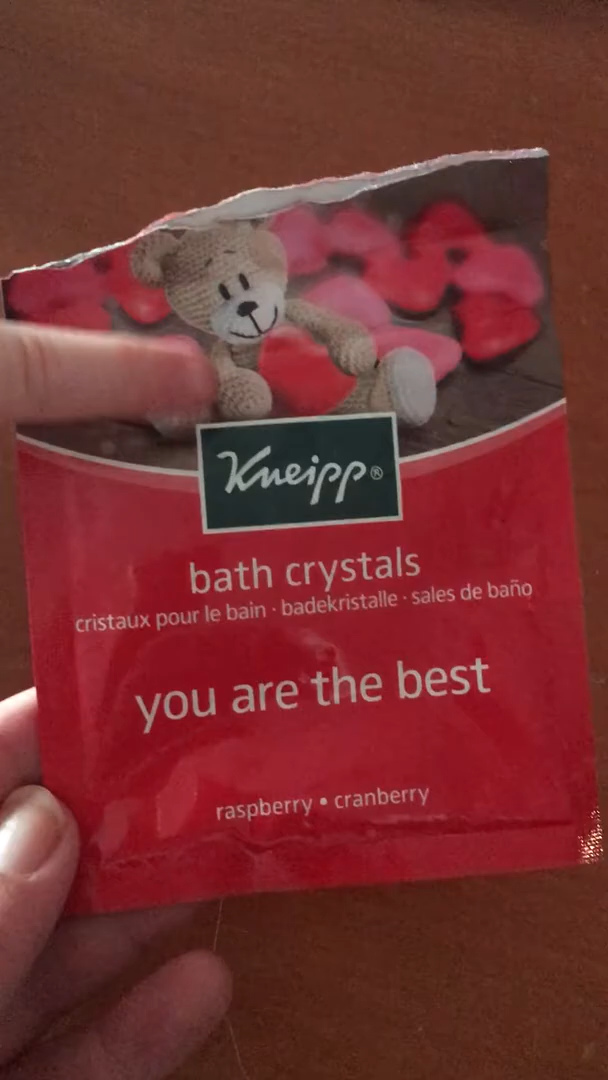 Kneipp®
bath crystals
cristaux pour le bain · badekristalle · sales de baño
you are the best
raspberry • cranberry